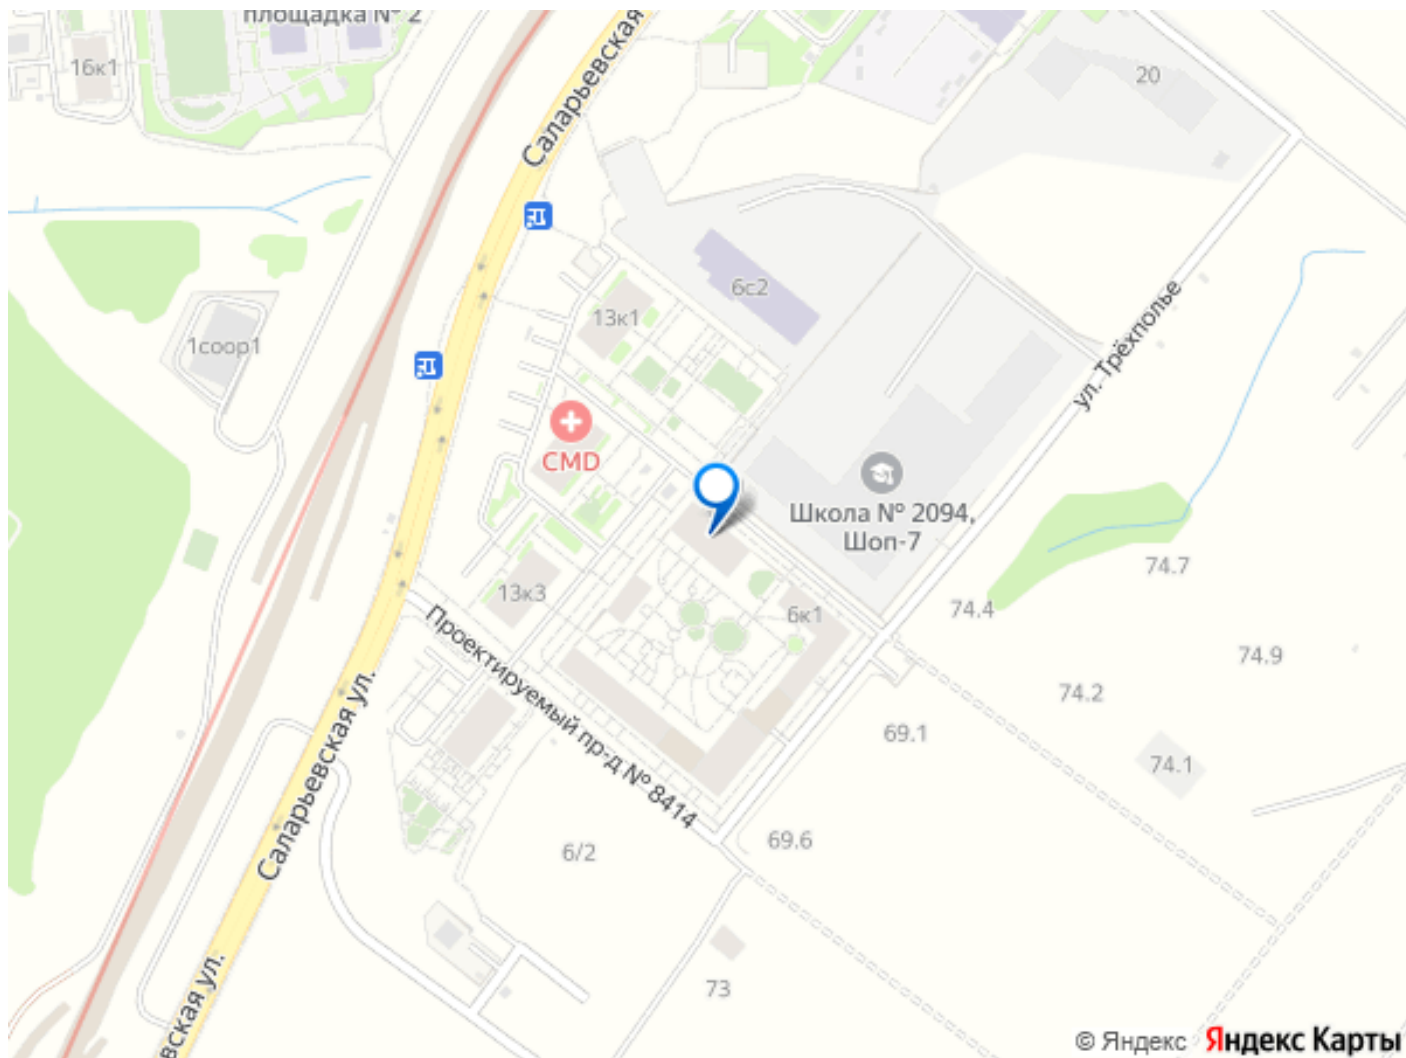 площадка № 2
16к1
Саларьевская
20
6с2
13к1
1соор1
ул. Трёхполье
CMD
Школа № 2094,
Шоп-7
74.7
13к3
6к1
74.4
74.9
Проектируемый пр-д № 8414
74.2
69.1
74.1
Саларьевская ул.
69.6
6/2
73
вская ул.
© Яндекс Яндекс Карты